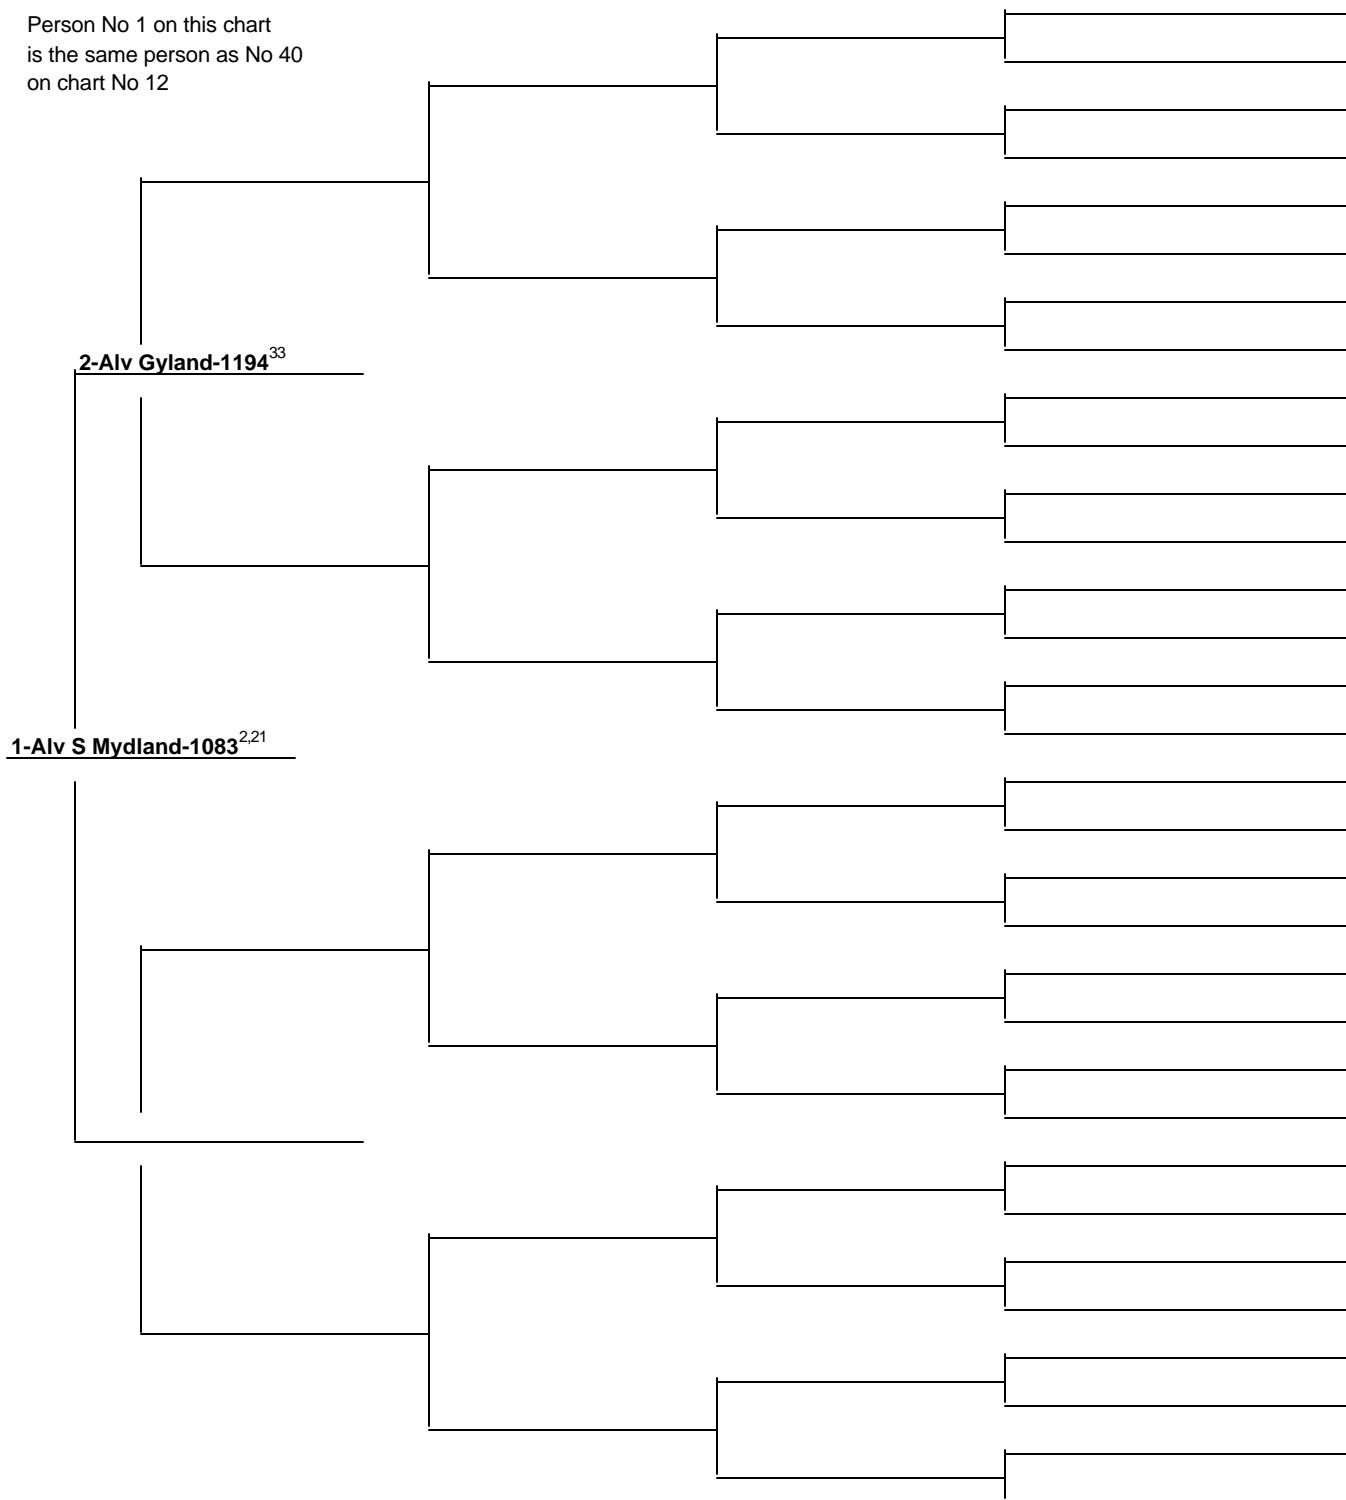 Person No 1 on this chart
is the same person as No 40
on chart No 12
2-Alv Gyland-1194³³
1-Alv S Mydland-1083²,²¹